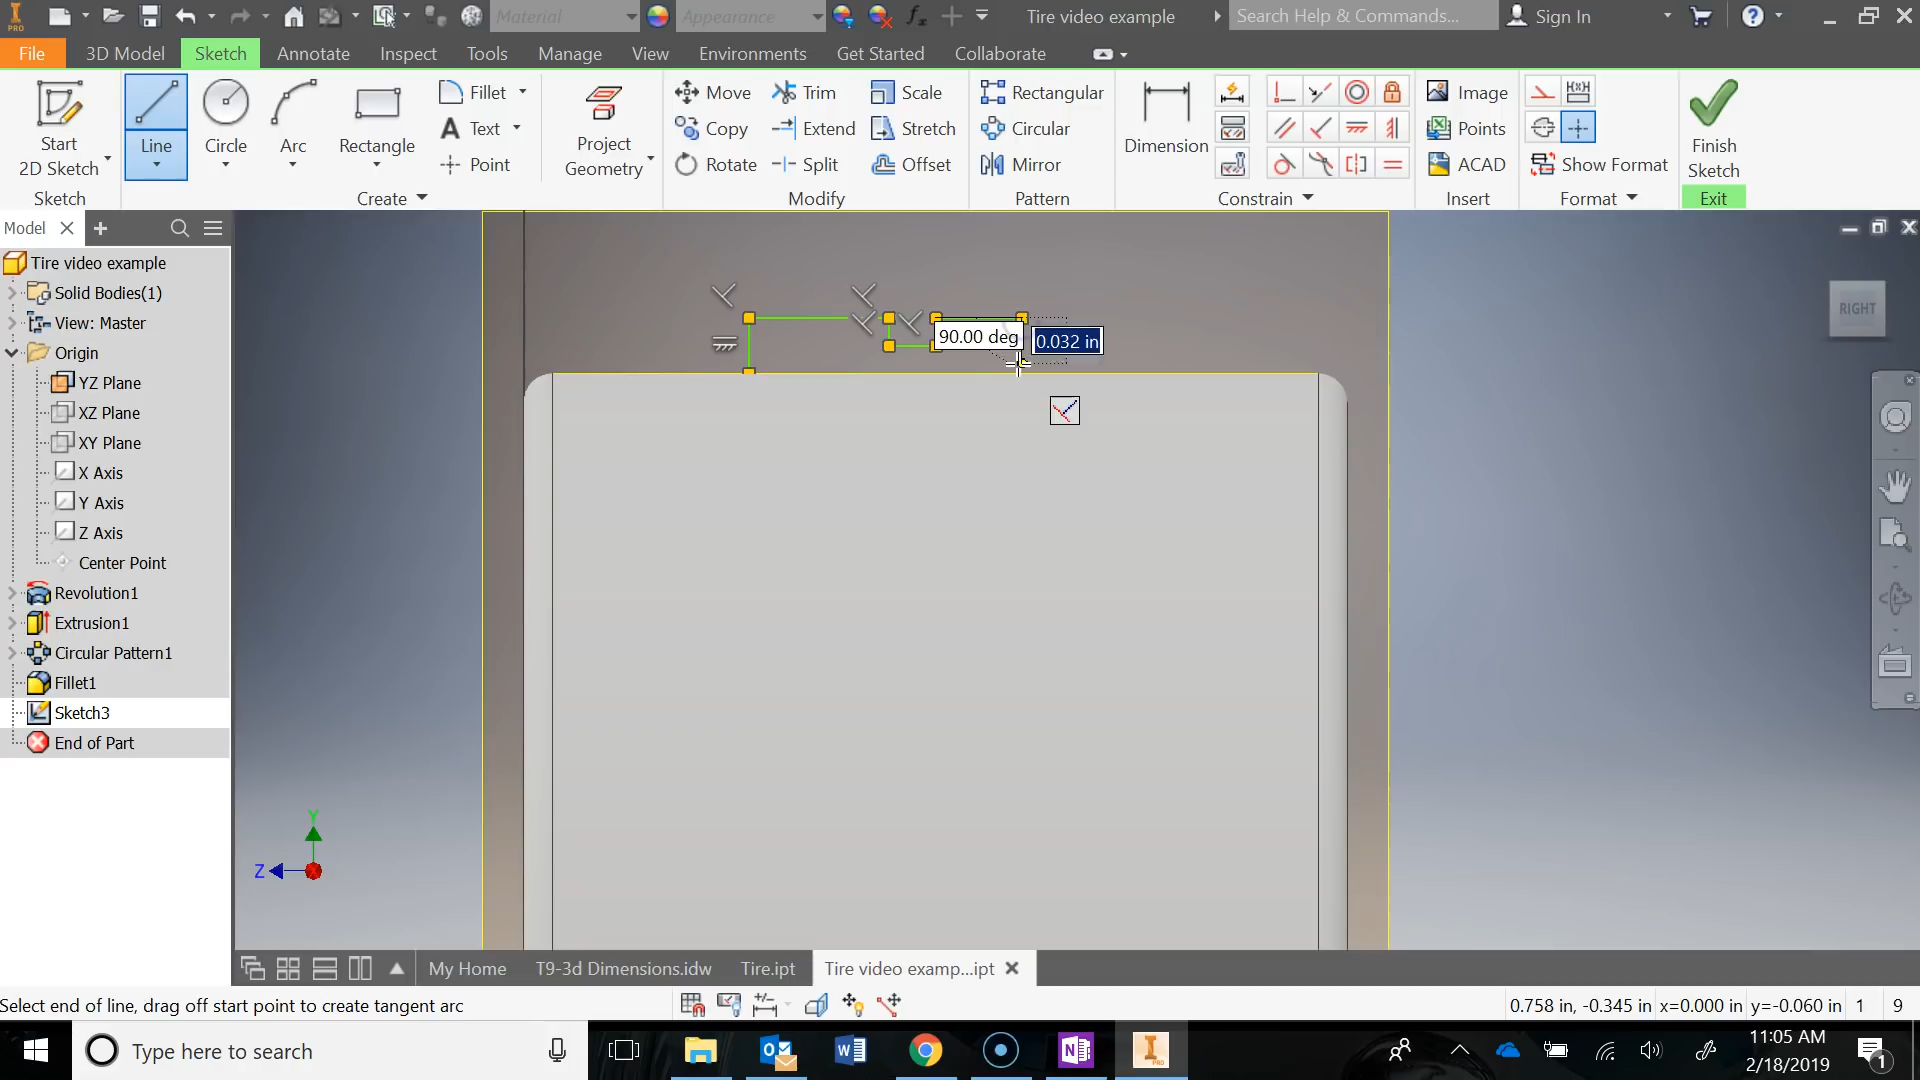 PRO
Material
Appearance
fx
Tire video example
Search Help & Commands...
Sign In
File
3D Model
Sketch
Annotate
Inspect
Tools
Manage
View
Environments
Get Started
Collaborate
Start
2D Sketch
Line
Circle
Arc
Rectangle
Fillet
Text
Point
Project
Geometry
Move
Copy
Rotate
Trim
Extend
Split
Scale
Stretch
Offset
Rectangular
Circular
Mirror
Dimension
Image
Points
ACAD
Show Format
Finish
Sketch
Sketch
Create
Modify
Pattern
Constrain
Insert
Format
Exit
Model
Tire video example
Solid Bodies(1)
View: Master
Origin
YZ Plane
XZ Plane
XY Plane
X Axis
Y Axis
Z Axis
Center Point
Revolution1
Extrusion1
Circular Pattern1
Fillet1
Sketch3
End of Part
90.00 deg
0.032 in
RIGHT
Y
Z
My Home
T9-3d Dimensions.idw
Tire.ipt
Tire video examp...ipt
Select end of line, drag off start point to create tangent arc
0.758 in, -0.345 in x=0.000 in y=-0.060 in 1 9
Type here to search
11:05 AM
2/18/2019
1